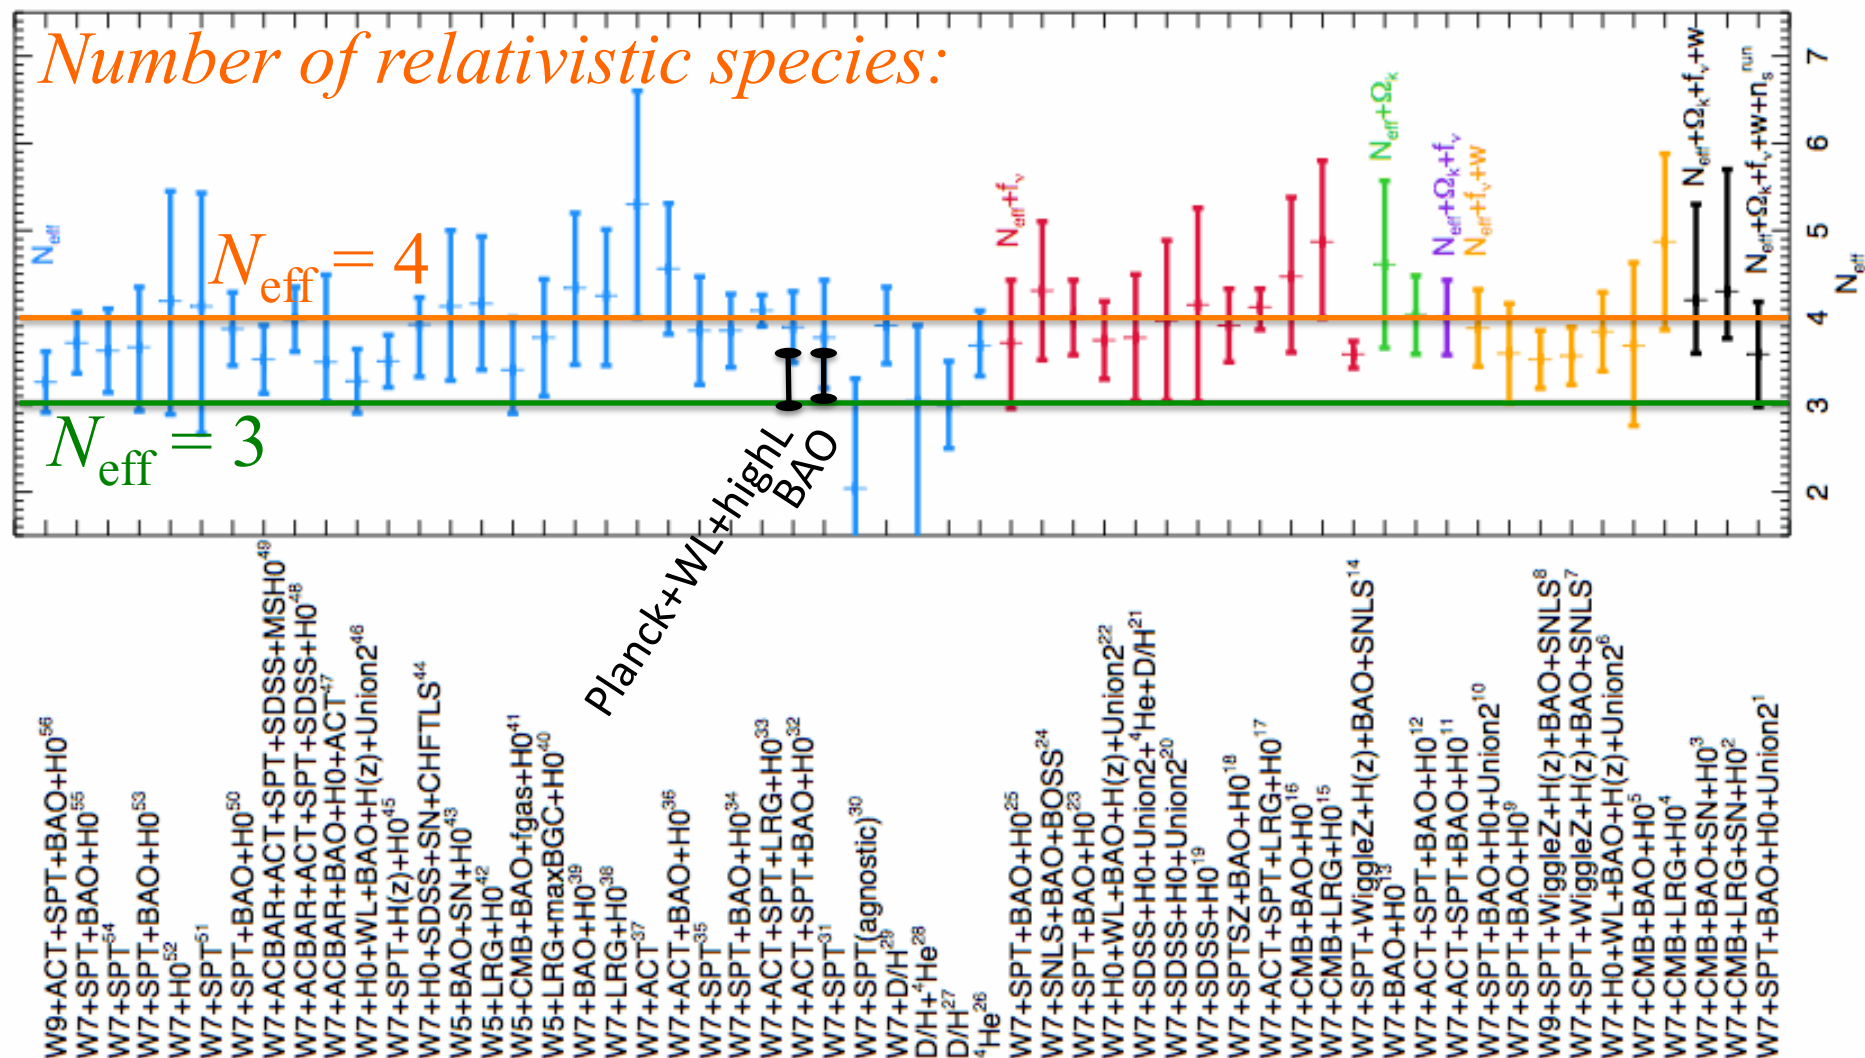 Number of relativistic species:
N_eff
N_eff = 4
N_eff = 3
N_eff+f_ν
N_eff+Ω_k
N_eff+Ω_k+f_ν
N_eff+f_ν+w
N_eff+Ω_k+f_ν+w
N_eff+Ω_k+f_ν+w+n_s^run
7
6
5
4
3
2
N_eff
Planck+WL+highL
BAO
W9+ACT+SPT+BAO+H0^56
W7+SPT+BAO+H0^55
W7+SPT^54
W7+SPT+BAO+H0^53
W7+H0^52
W7+SPT^51
W7+SPT+BAO+H0^50
W7+ACBAR+ACT+SPT+SDSS+MSH0^49
W7+ACBAR+ACT+SPT+SDSS+H0^48
W7+ACBAR+BAO+H0+ACT^47
W7+H0+WL+BAO+H(z)+Union2^46
W7+SPT+H(z)+H0^45
W7+H0+SDSS+SN+CHFTLS^44
W5+BAO+SN+H0^43
W5+LRG+H0^42
W5+CMB+BAO+fgas+H0^41
W5+LRG+maxBGC+H0^40
W7+BAO+H0^39
W7+LRG+H0^38
W7+ACT^37
W7+ACT+BAO+H0^36
W7+SPT^35
W7+SPT+BAO+H0^34
W7+ACT+SPT+LRG+H0^33
W7+ACT+SPT+BAO+H0^32
W7+SPT^31
W7+SPT(agnostic)^30
W7+D/H^29
D/H+^4He^28
D/H^27
^4He^26
W7+SPT+BAO+H0^25
W7+SNLS+BAO+BOSS^24
W7+SPT+BAO+H0^23
W7+H0+WL+BAO+H(z)+Union2^22
W7+SDSS+H0+Union2+^4He+D/H^21
W7+SDSS+H0+Union2^20
W7+SDSS+H0^19
W7+SPTSZ+BAO+H0^18
W7+ACT+SPT+LRG+H0^17
W7+CMB+BAO+H0^16
W7+CMB+LRG+H0^15
W7+SPT+WiggleZ+H(z)+BAO+SNLS^14
W7+BAO+H0^13
W7+ACT+SPT+BAO+H0^12
W7+ACT+SPT+BAO+H0^11
W7+SPT+BAO+H0+Union2^10
W7+SPT+BAO+H0^9
W9+SPT+WiggleZ+H(z)+BAO+SNLS^8
W7+SPT+WiggleZ+H(z)+BAO+SNLS^7
W7+H0+WL+BAO+H(z)+Union2^6
W7+CMB+BAO+H0^5
W7+CMB+LRG+H0^4
W7+CMB+BAO+SN+H0^3
W7+CMB+LRG+SN+H0^2
W7+SPT+BAO+H0+Union2^1